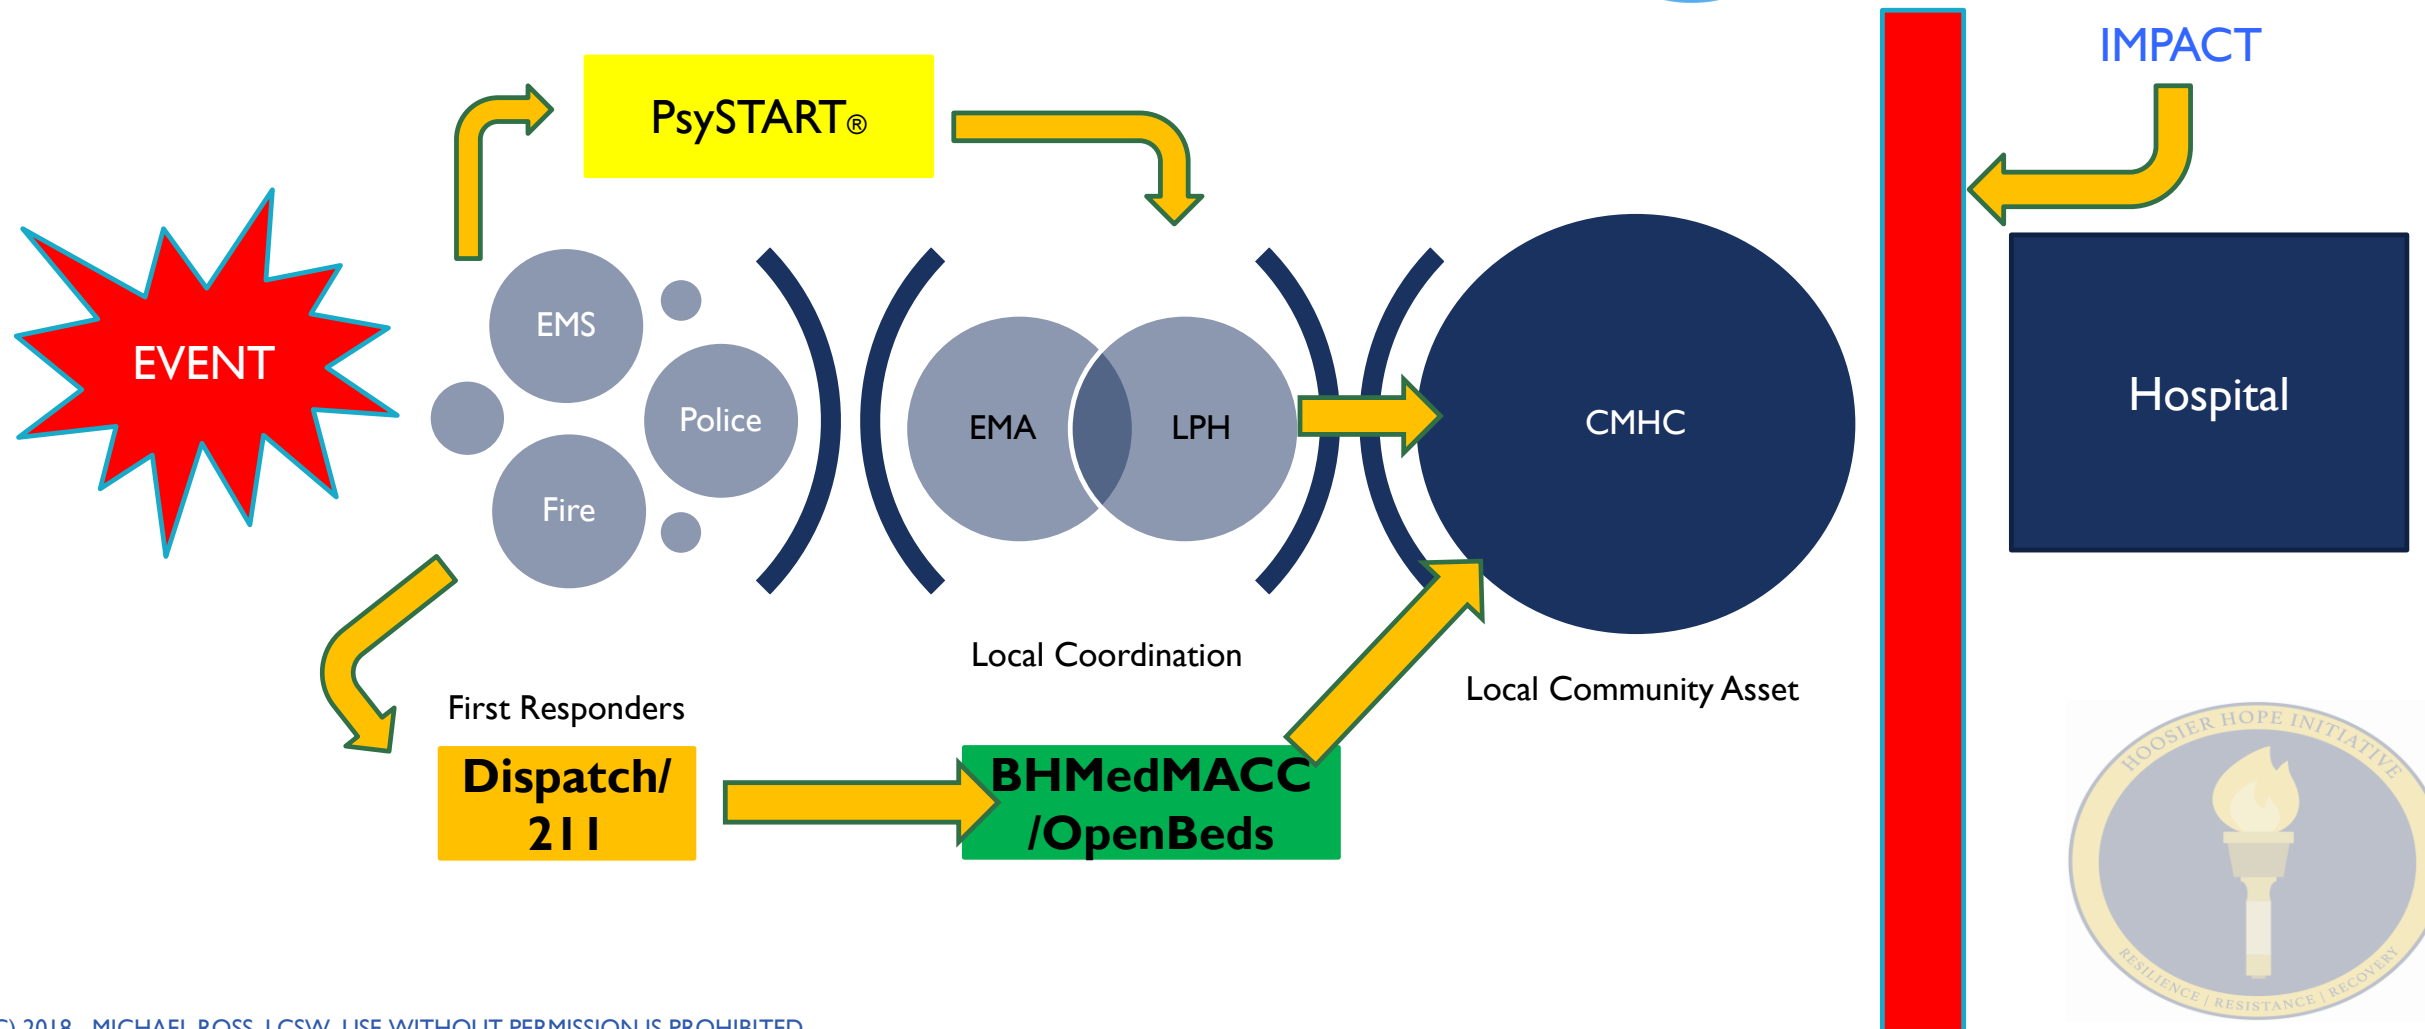 IMPACT
PsySTART®
EVENT
EMS
Police
Fire
EMA
LPH
CMHC
Hospital
Local Coordination
Local Community Asset
First Responders
Dispatch/
211
BHMedMACC
/OpenBeds
HOOSIER HOPE INITIATIVE
RESILIENCE | RESISTANCE | RECOVERY
C) 2018 - MICHAEL ROSS, LCSW. USE WITHOUT PERMISSION IS PROHIBITED